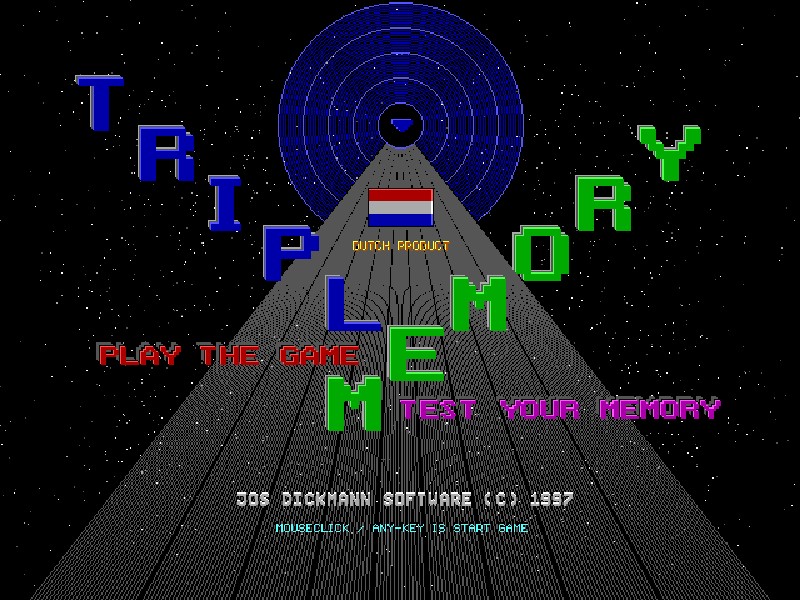 TRIPLE
MEMORY
DUTCH PRODUCT
PLAY THE GAME
TEST YOUR MEMORY
JOS DICKMANN SOFTWARE (C) 1997
MOUSECLICK / ANY-KEY IS START GAME